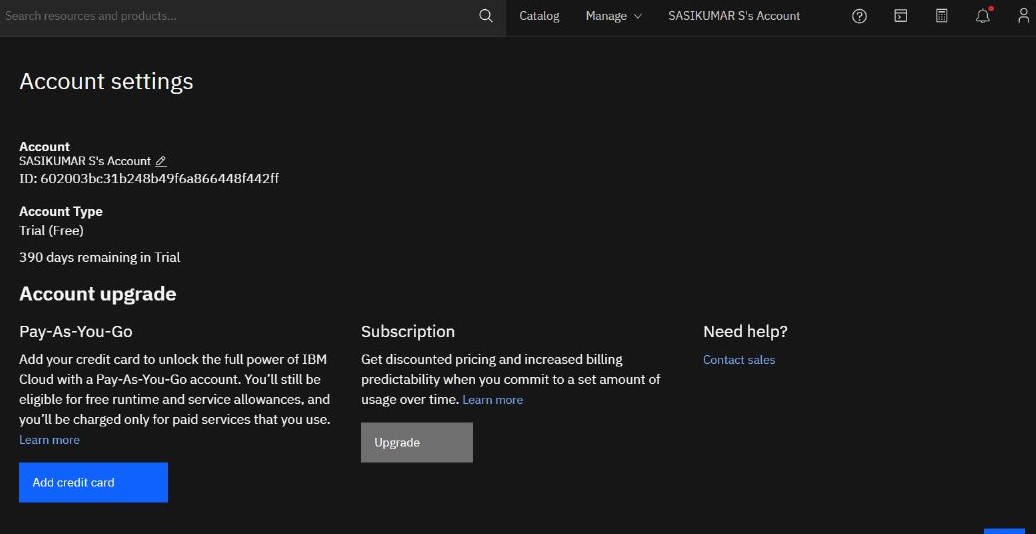 Search resources and products...
Catalog
Manage
SASIKUMAR S's Account
Account settings
Account
SASIKUMAR S's Account
ID: 602003bc31b248b49f6a866448f442ff
Account Type
Trial (Free)
390 days remaining in Trial
Account upgrade
Pay-As-You-Go
Add your credit card to unlock the full power of IBM
Cloud with a Pay-As-You-Go account. You’ll still be
eligible for free runtime and service allowances, and
you’ll be charged only for paid services that you use.
Learn more
Add credit card
Subscription
Get discounted pricing and increased billing
predictability when you commit to a set amount of
usage over time. Learn more
Upgrade
Need help?
Contact sales